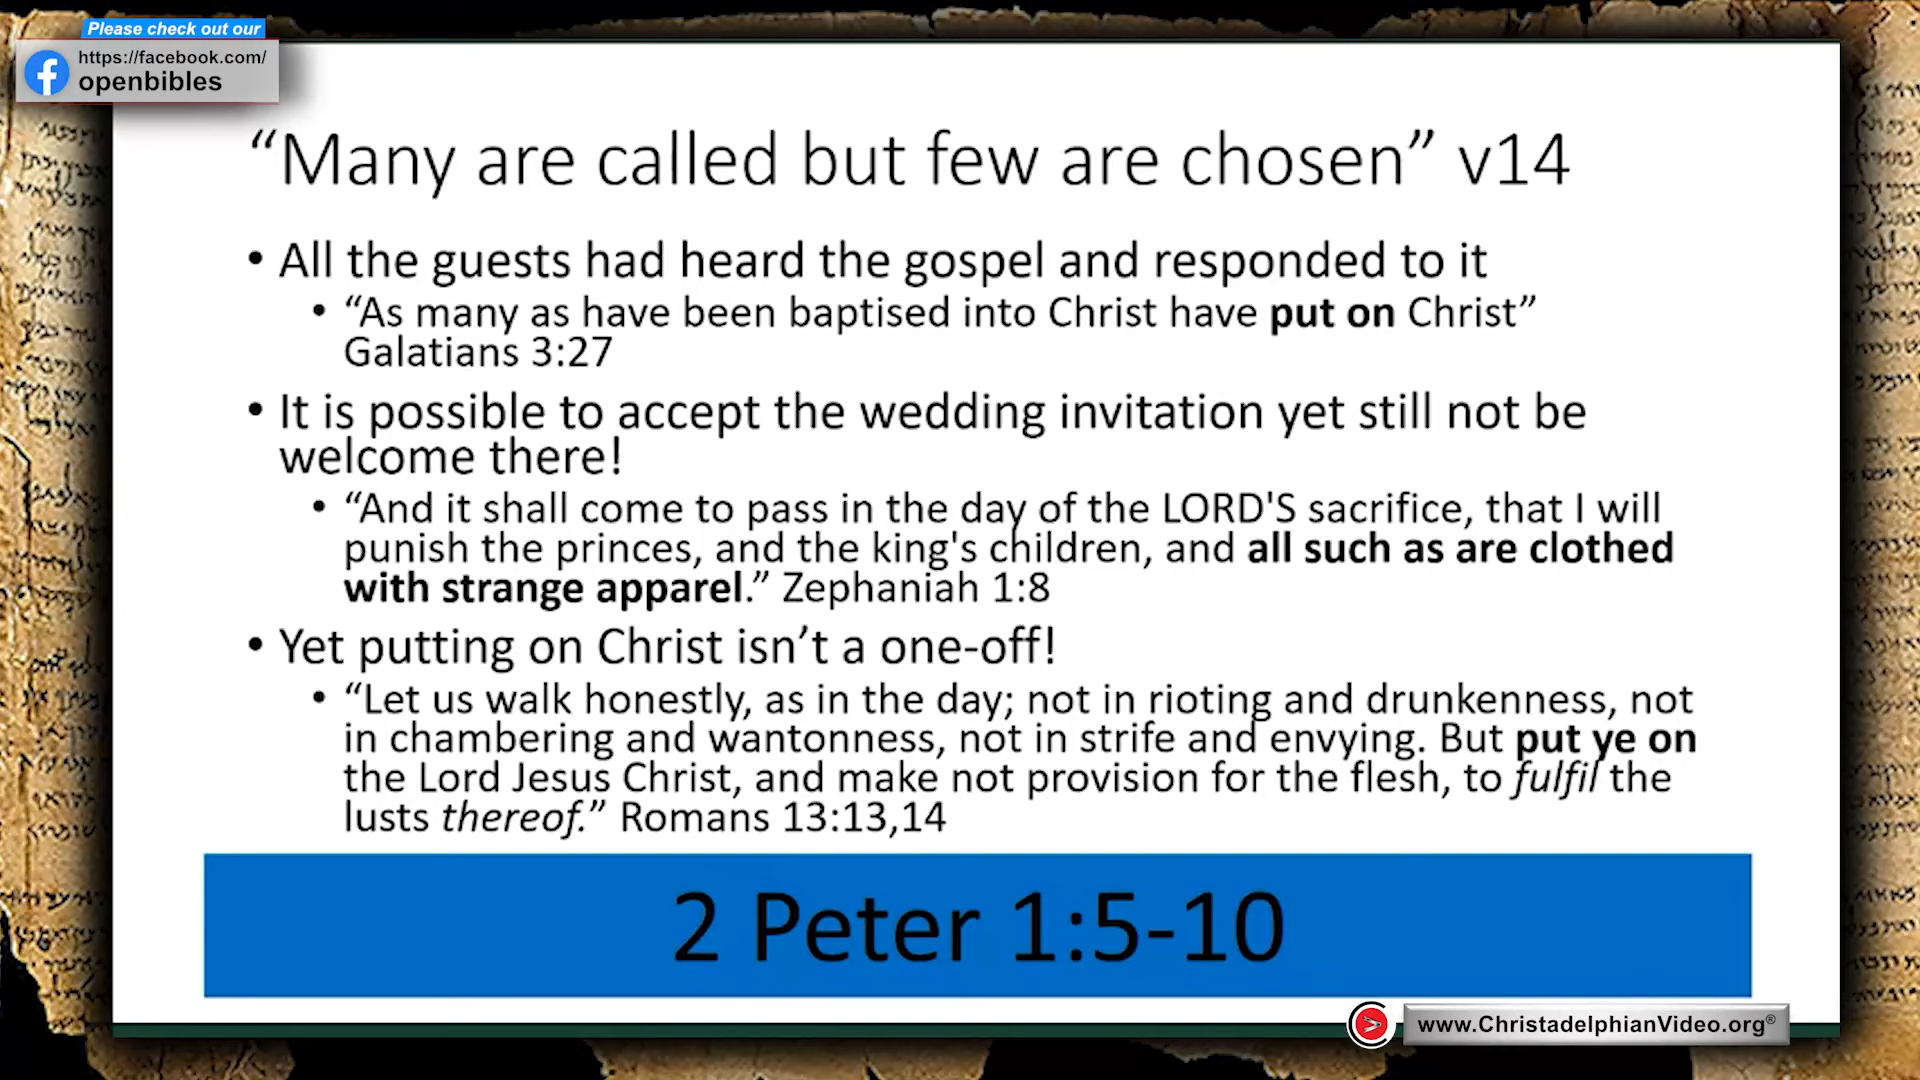 Please check out our
https://facebook.com/
openbibles
“Many are called but few are chosen” v14
• All the guests had heard the gospel and responded to it
• “As many as have been baptised into Christ have put on Christ”
Galatians 3:27
• It is possible to accept the wedding invitation yet still not be
welcome there!
• “And it shall come to pass in the day of the LORD'S sacrifice, that I will
punish the princes, and the king's children, and all such as are clothed
with strange apparel.” Zephaniah 1:8
• Yet putting on Christ isn’t a one-off!
• “Let us walk honestly, as in the day; not in rioting and drunkenness, not
in chambering and wantonness, not in strife and envying. But put ye on
the Lord Jesus Christ, and make not provision for the flesh, to fulfil the
lusts thereof.” Romans 13:13,14
2 Peter 1:5-10
www.ChristadelphianVideo.org®